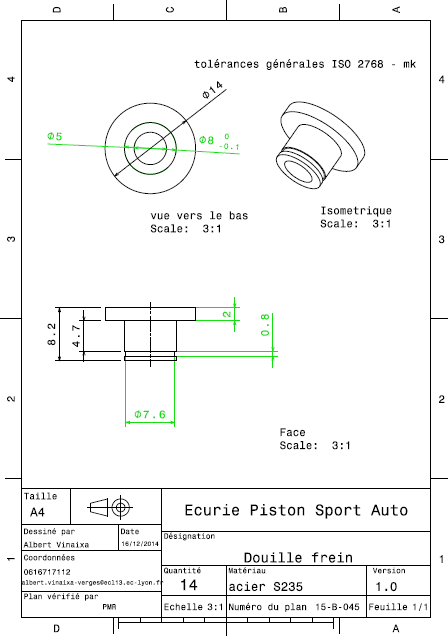 D C B A
4 4
tolérances générales ISO 2768 - mk
Φ14
Φ5
Φ8 0 -0.1
vue vers le bas
Scale: 3:1
Isometrique
Scale: 3:1
3 3
8.2
4.7
2
0.8
Φ7.6
2 2
Face
Scale: 3:1
Taille
A4
Ecurie Piston Sport Auto
Dessiné par
Albert Vinaixa
Date
16/12/2014
Désignation
Douille frein
1 1
Coordonnées
0616717112
albert.vinaixa-verges@ecl13.ec-lyon.fr
Quantité
14
Matériau
acier S235
Version
1.0
Plan vérifié par
PMR
Echelle 3:1 Numéro du plan 15-B-045 Feuille 1/1
D A